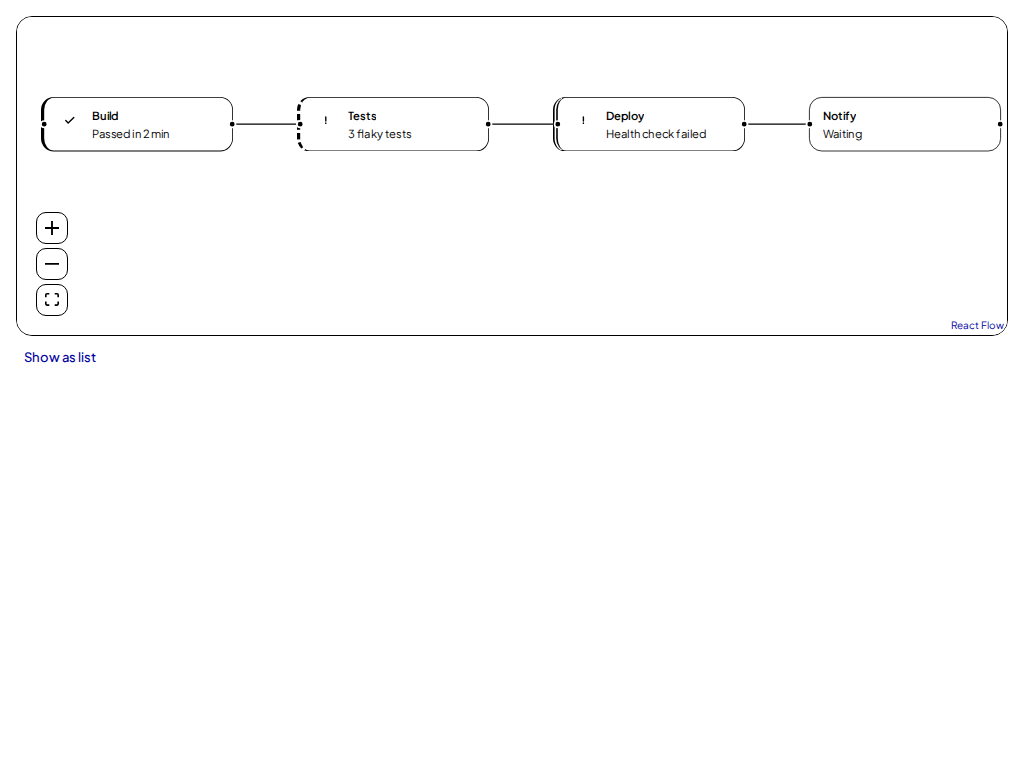 Build
Passed in 2 min
!
Tests
3 flaky tests
!
Deploy
Health check failed
Notify
Waiting
React Flow
Show as list